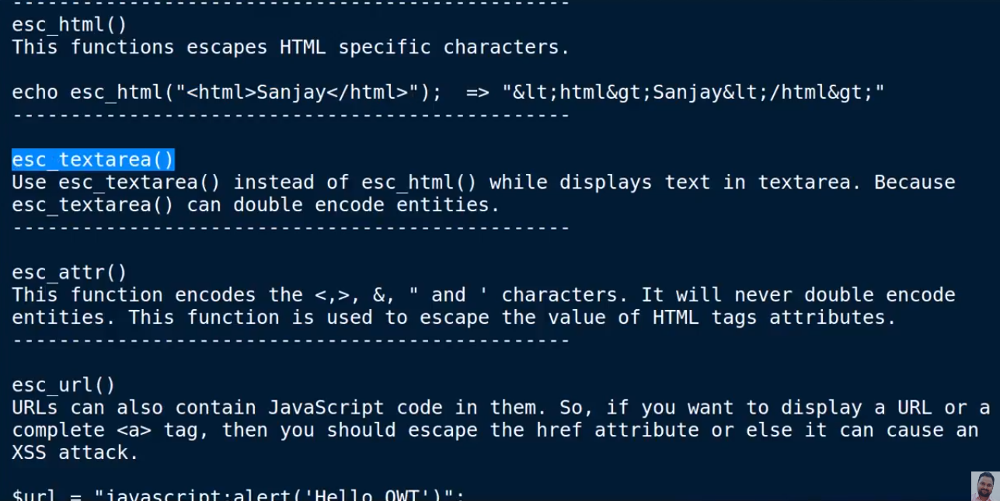 ------------------------------------------------
esc_html()
This functions escapes HTML specific characters.
echo esc_html("<html>Sanjay</html>");  => "&lt;html&gt;Sanjay&lt;/html&gt;"
------------------------------------------------
esc_textarea()
Use esc_textarea() instead of esc_html() while displays text in textarea. Because
esc_textarea() can double encode entities.
------------------------------------------------
esc_attr()
This function encodes the <,>, &, " and ' characters. It will never double encode
entities. This function is used to escape the value of HTML tags attributes.
------------------------------------------------
esc_url()
URLs can also contain JavaScript code in them. So, if you want to display a URL or a
complete <a> tag, then you should escape the href attribute or else it can cause an
XSS attack.
$url = "javascript:alert('Hello OWT')";